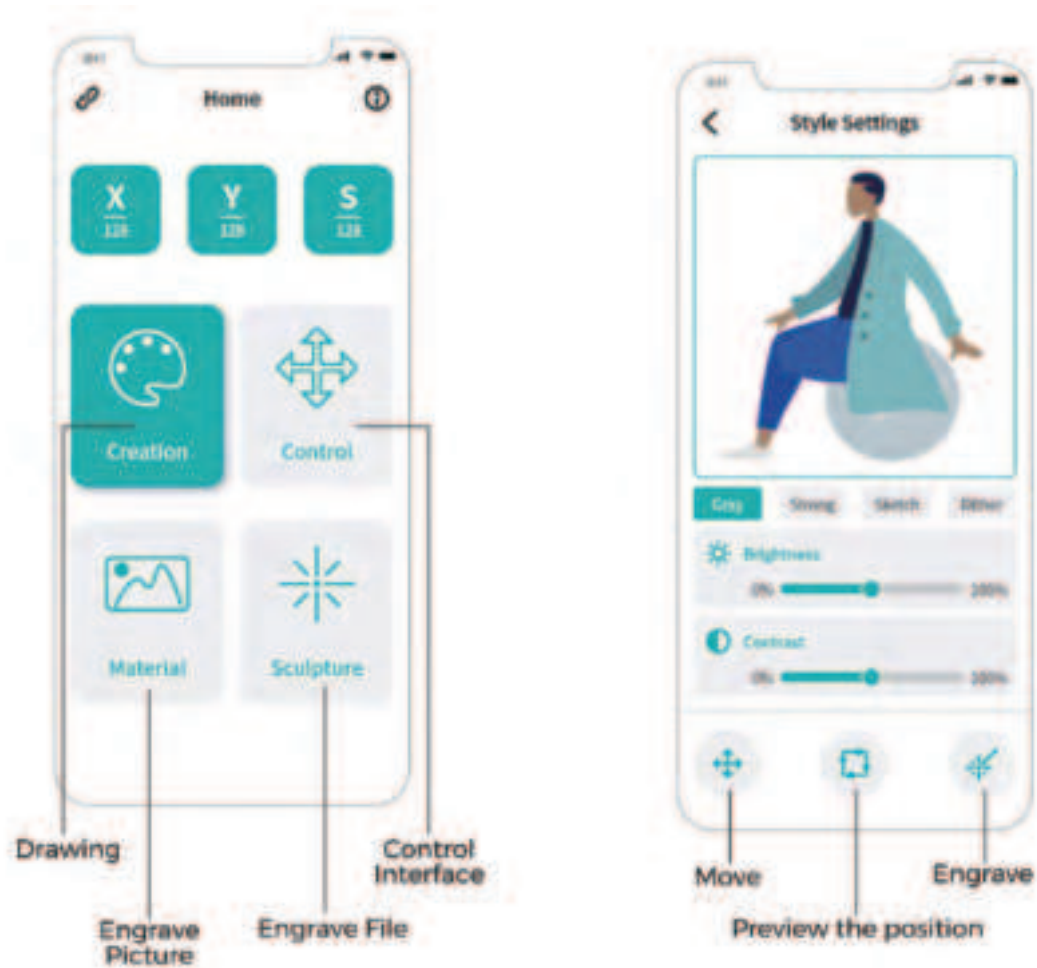 Home
X
128
Y
128
S
128
Creation
Control
Material
Sculpture
Drawing
Control
Interface
Engrave
Picture
Engrave File
Style Settings
Gray
Strong
Sketch
Dither
Brightness
0%
100%
Contrast
0%
100%
Move
Engrave
Preview the position